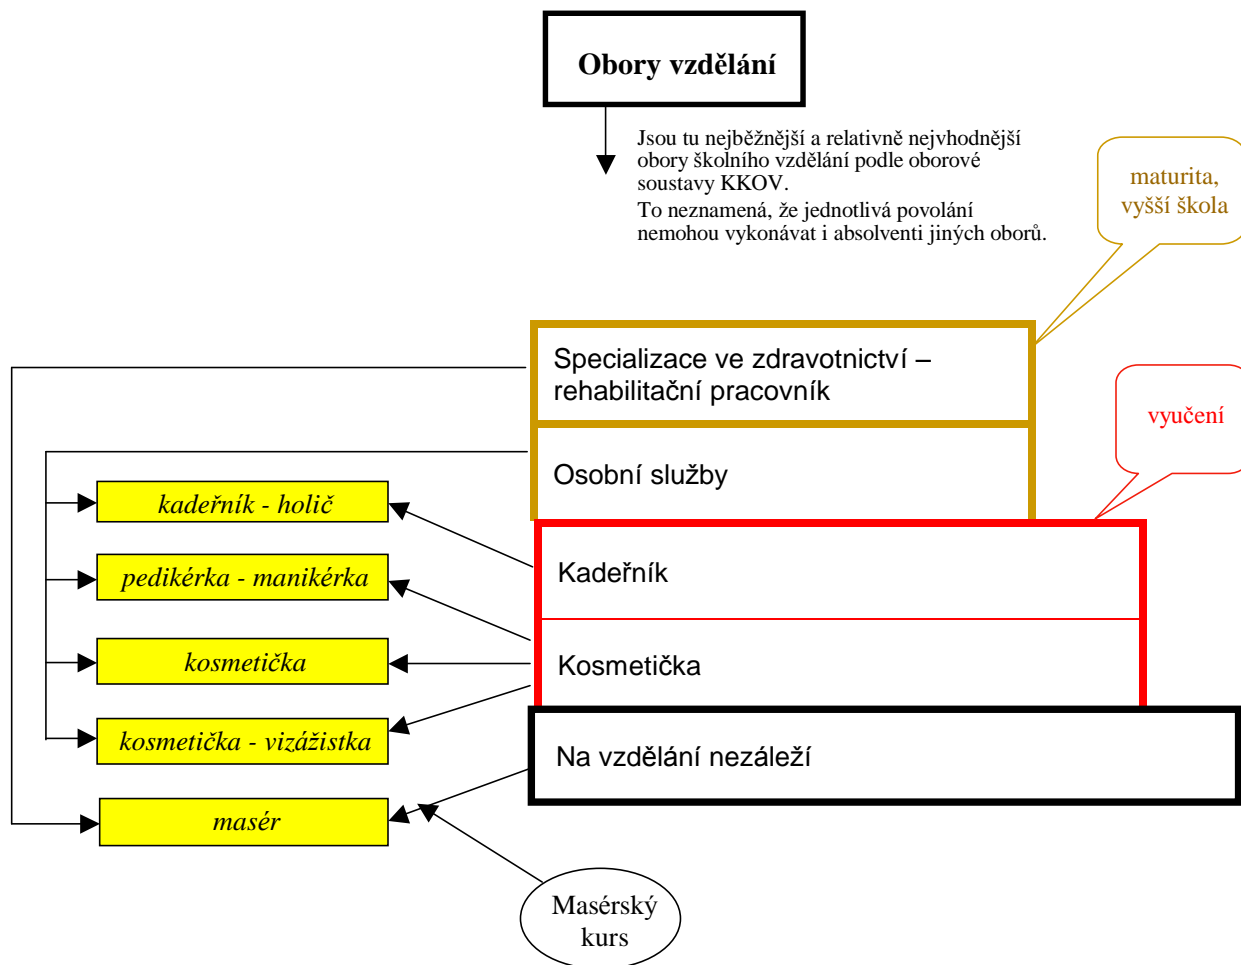 Obory vzdělání
Jsou tu nejběžnější a relativně nejvhodnější
obory školního vzdělání podle oborové
soustavy KKOV.
To neznamená, že jednotlivá povolání
nemohou vykonávat i absolventi jiných oborů.
maturita,
vyšší škola
Specializace ve zdravotnictví –
rehabilitační pracovník
vyučení
Osobní služby
kadeřník - holič
Kadeřník
pedikérka - manikérka
kosmetička
Kosmetička
kosmetička - vizážistka
Na vzdělání nezáleží
masér
Masérský
kurs